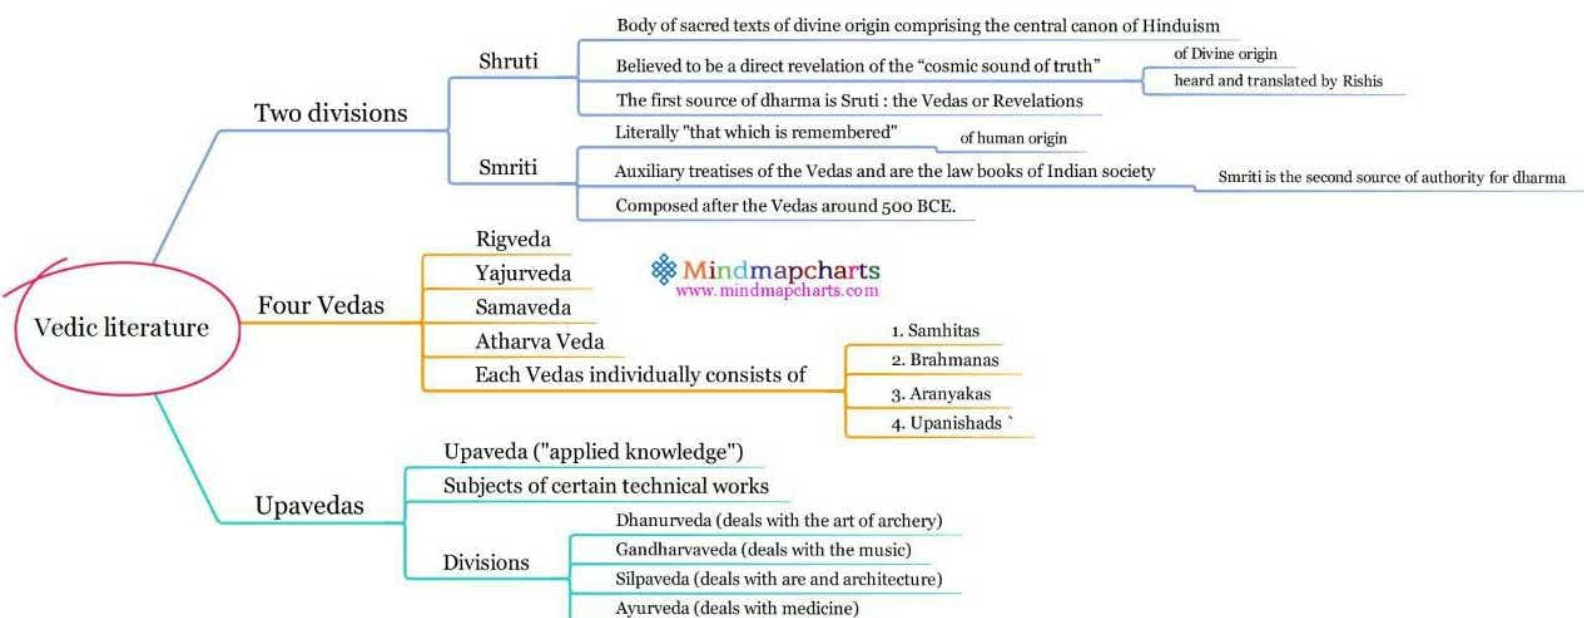 Vedic literature
Two divisions
Shruti
Body of sacred texts of divine origin comprising the central canon of Hinduism
Believed to be a direct revelation of the “cosmic sound of truth”
of Divine origin
heard and translated by Rishis
The first source of dharma is Sruti : the Vedas or Revelations
Smriti
Literally "that which is remembered"
of human origin
Auxiliary treatises of the Vedas and are the law books of Indian society
Smriti is the second source of authority for dharma
Composed after the Vedas around 500 BCE.
Four Vedas
Rigveda
Yajurveda
Samaveda
Atharva Veda
Each Vedas individually consists of
1. Samhitas
2. Brahmanas
3. Aranyakas
4. Upanishads `
Mindmapcharts
www.mindmapcharts.com
Upavedas
Upaveda ("applied knowledge")
Subjects of certain technical works
Divisions
Dhanurveda (deals with the art of archery)
Gandharvaveda (deals with the music)
Silpaveda (deals with are and architecture)
Ayurveda (deals with medicine)